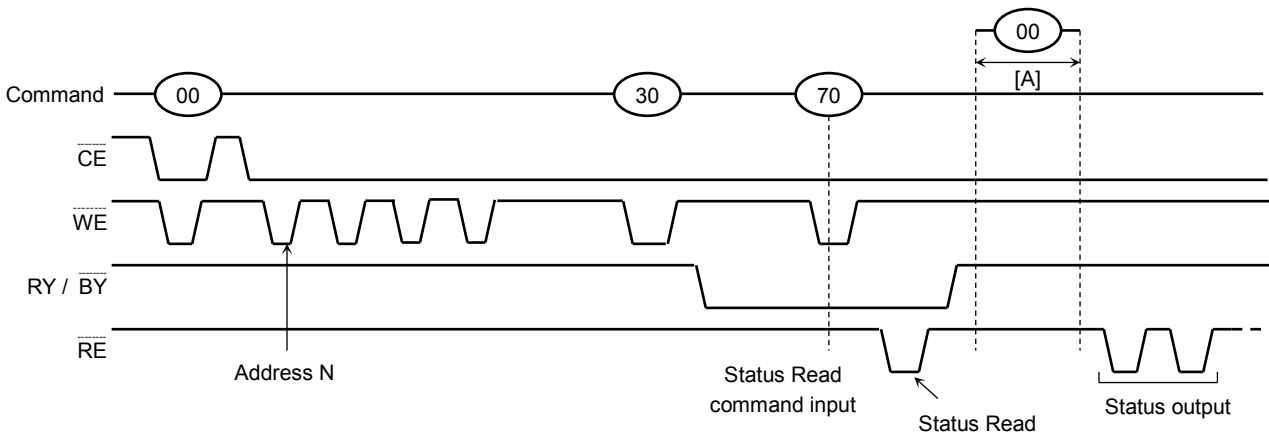 00
[A]
Command 00 30 70
CE
WE
RY / BY
RE
Address N
Status Read
command input
Status Read
Status output